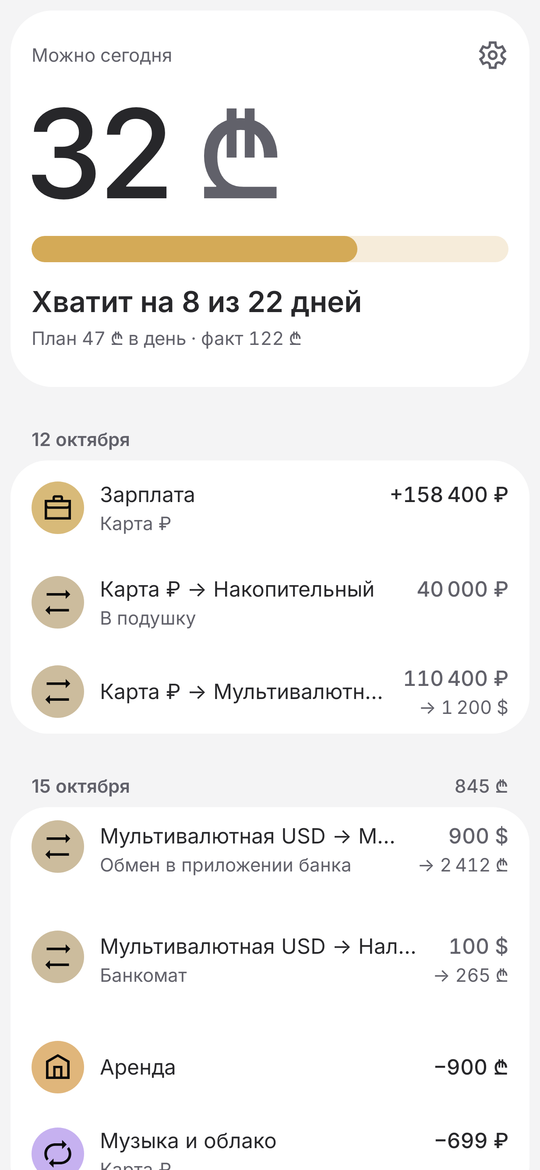 Можно сегодня
32 ₾
Хватит на 8 из 22 дней
План 47 ₾ в день · факт 122 ₾
12 октября
Зарплата
+158 400 ₽
Карта ₽
Карта ₽ → Накопительный
40 000 ₽
В подушку
Карта ₽ → Мультивалютн...
110 400 ₽
→ 1 200 $
15 октября
845 ₾
Мультивалютная USD → М...
900 $
Обмен в приложении банка
→ 2 412 ₾
Мультивалютная USD → Нал...
100 $
Банкомат
→ 265 ₾
Аренда
−900 ₾
Музыка и облако
−699 ₽
Карта ₽